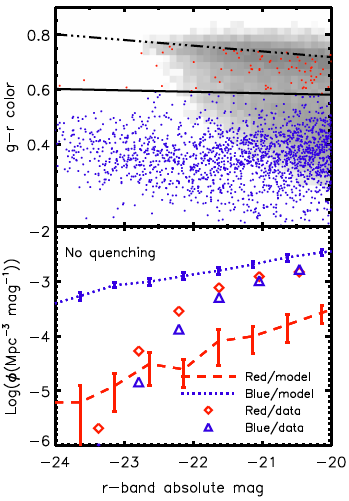 0.8
0.6
0.4
g-r color
-2
No quenching
-3
-4
-5
-6
Log(ϕ(Mpc⁻³ mag⁻¹))
Red/model
Blue/model
Red/data
Blue/data
-24 -23 -22 -21 -20
r-band absolute mag